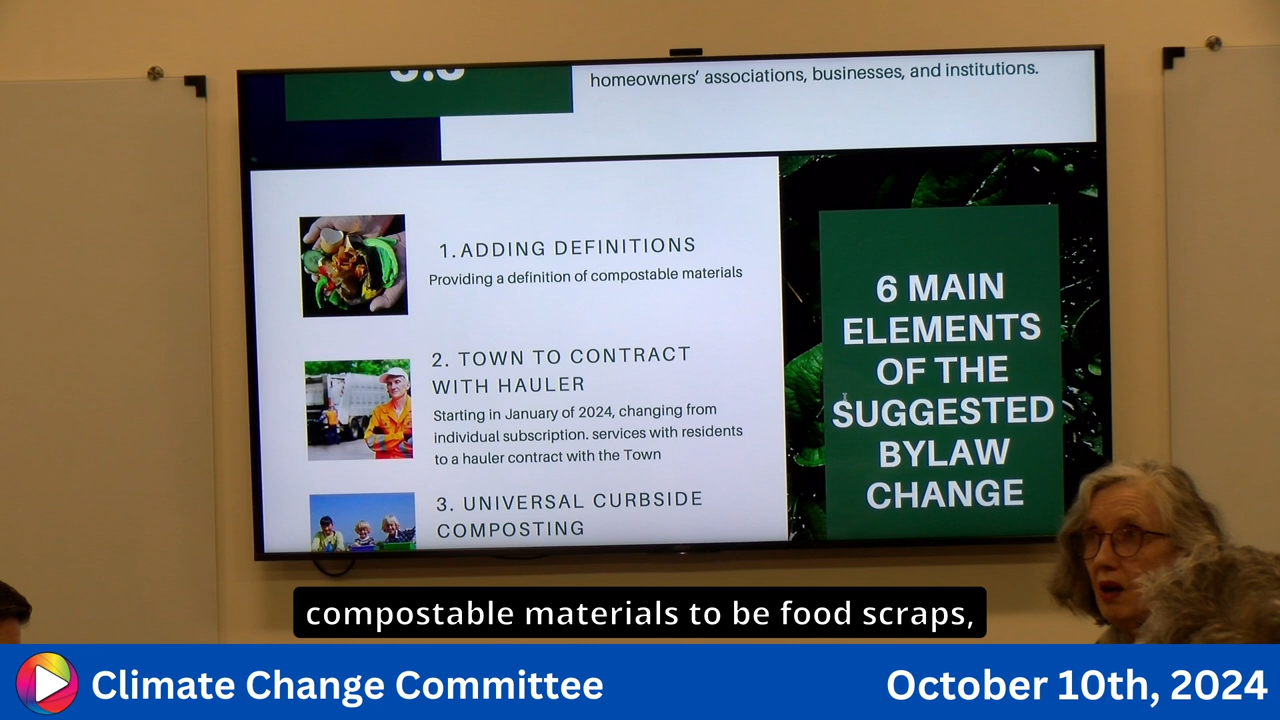 homeowners’ associations, businesses, and institutions.
1. ADDING DEFINITIONS
Providing a definition of compostable materials
2. TOWN TO CONTRACT
WITH HAULER
Starting in January of 2024, changing from
individual subscription. services with residents
to a hauler contract with the Town
3. UNIVERSAL CURBSIDE
COMPOSTING
6 MAIN
ELEMENTS
OF THE
SUGGESTED
BYLAW
CHANGE
compostable materials to be food scraps,
Climate Change Committee
October 10th, 2024